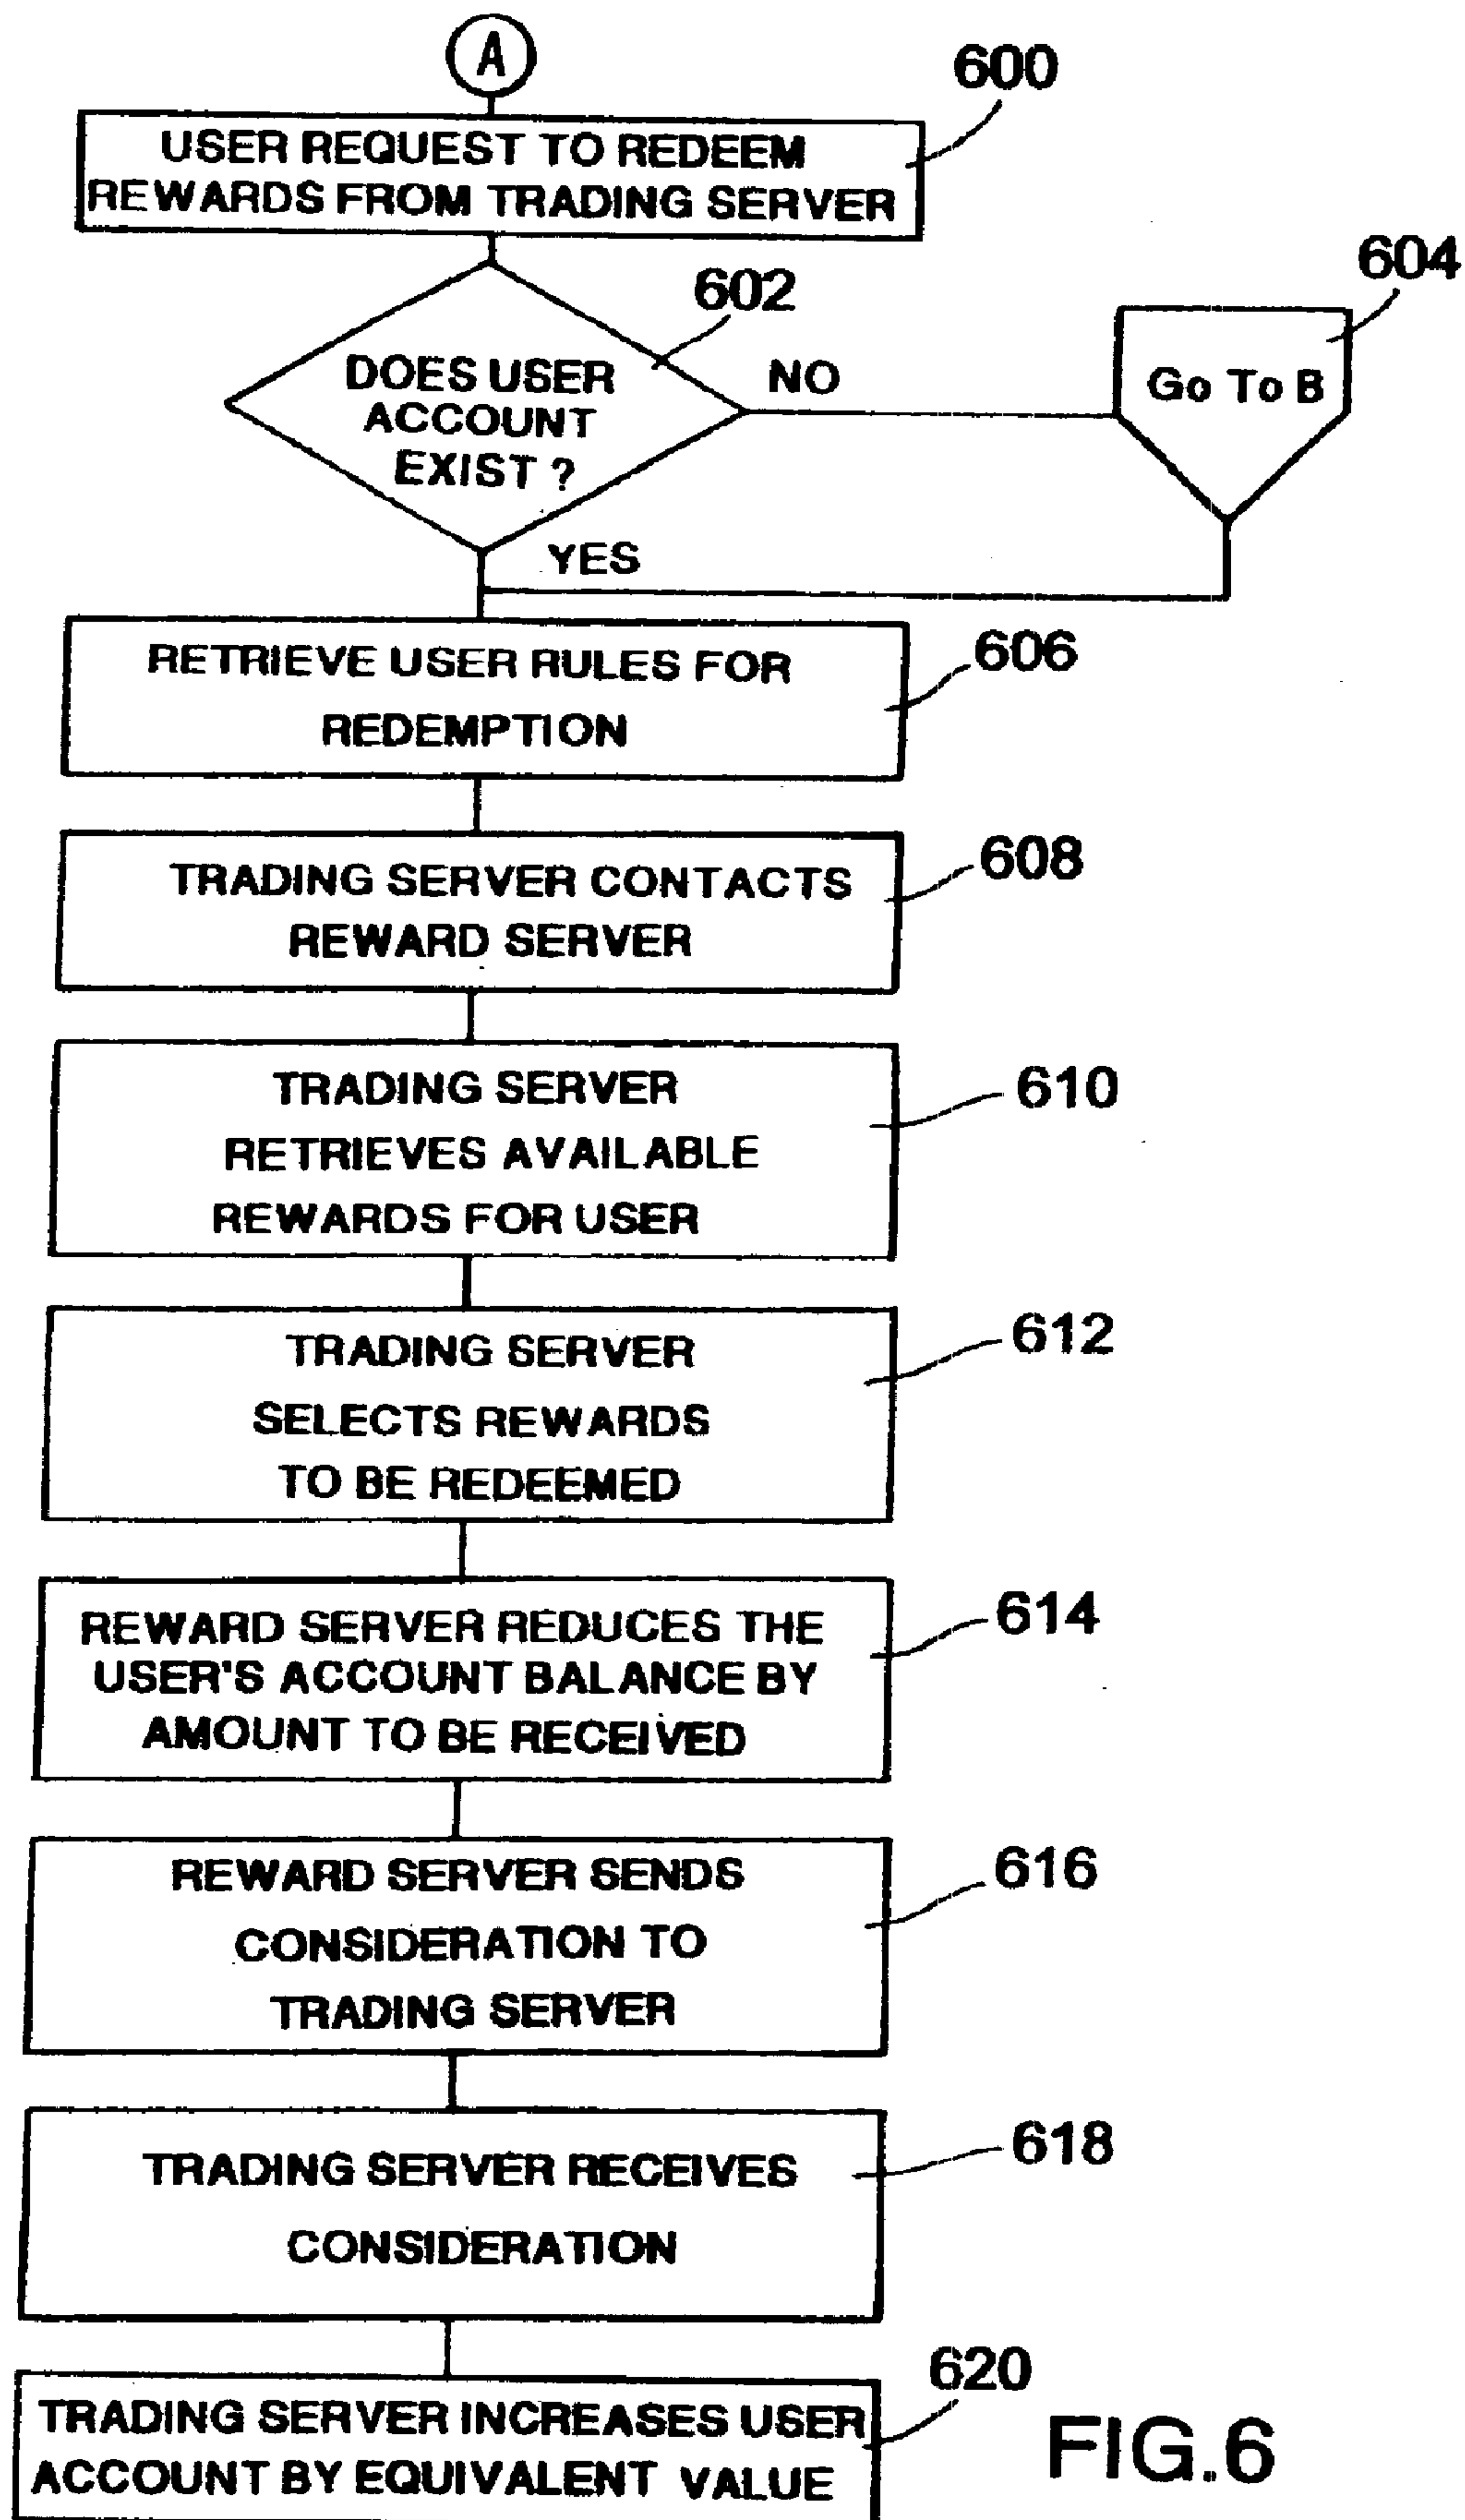 A
600
USER REQUEST TO REDEEM
REWARDS FROM TRADING SERVER
602
604
DOES USER
ACCOUNT
EXIST ?
NO
Go To B
YES
RETRIEVE USER RULES FOR
REDEMPTION
606
TRADING SERVER CONTACTS
REWARD SERVER
608
TRADING SERVER
RETRIEVES AVAILABLE
REWARDS FOR USER
610
TRADING SERVER
SELECTS REWARDS
TO BE REDEEMED
612
REWARD SERVER REDUCES THE
USER'S ACCOUNT BALANCE BY
AMOUNT TO BE RECEIVED
614
REWARD SERVER SENDS
CONSIDERATION TO
TRADING SERVER
616
TRADING SERVER RECEIVES
CONSIDERATION
618
TRADING SERVER INCREASES USER
ACCOUNT BY EQUIVALENT VALUE
620
FIG.6